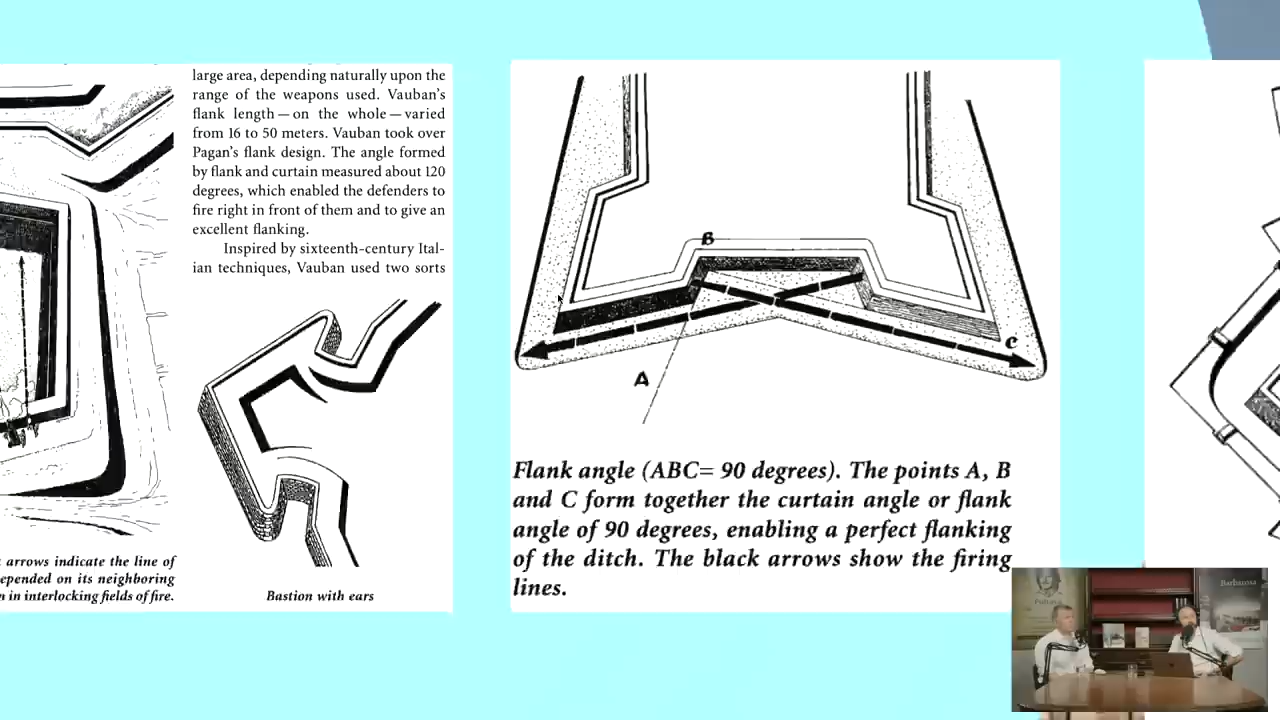 large area, depending naturally upon the
range of the weapons used. Vauban's
flank length — on the whole — varied
from 16 to 50 meters. Vauban took over
Pagan's flank design. The angle formed
by flank and curtain measured about 120
degrees, which enabled the defenders to
fire right in front of them and to give an
excellent flanking.
Inspired by sixteenth-century Ital-
ian techniques, Vauban used two sorts
arrows indicate the line of
depended on its neighboring
in interlocking fields of fire.
Bastion with ears
B
A
C
Flank angle (ABC= 90 degrees). The points A, B
and C form together the curtain angle or flank
angle of 90 degrees, enabling a perfect flanking
of the ditch. The black arrows show the firing
lines.
Poltava
Barbarossa